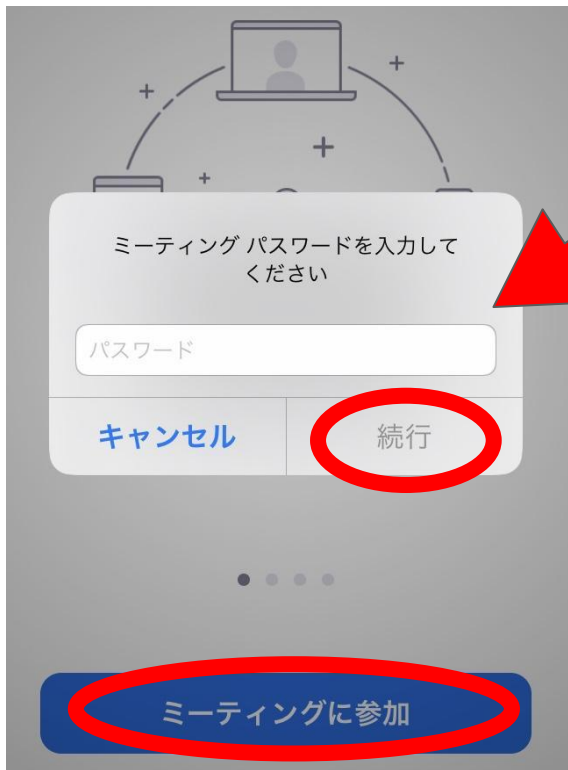 ミーティング パスワードを入力して
ください
パスワード
キャンセル
続行
ミーティングに参加